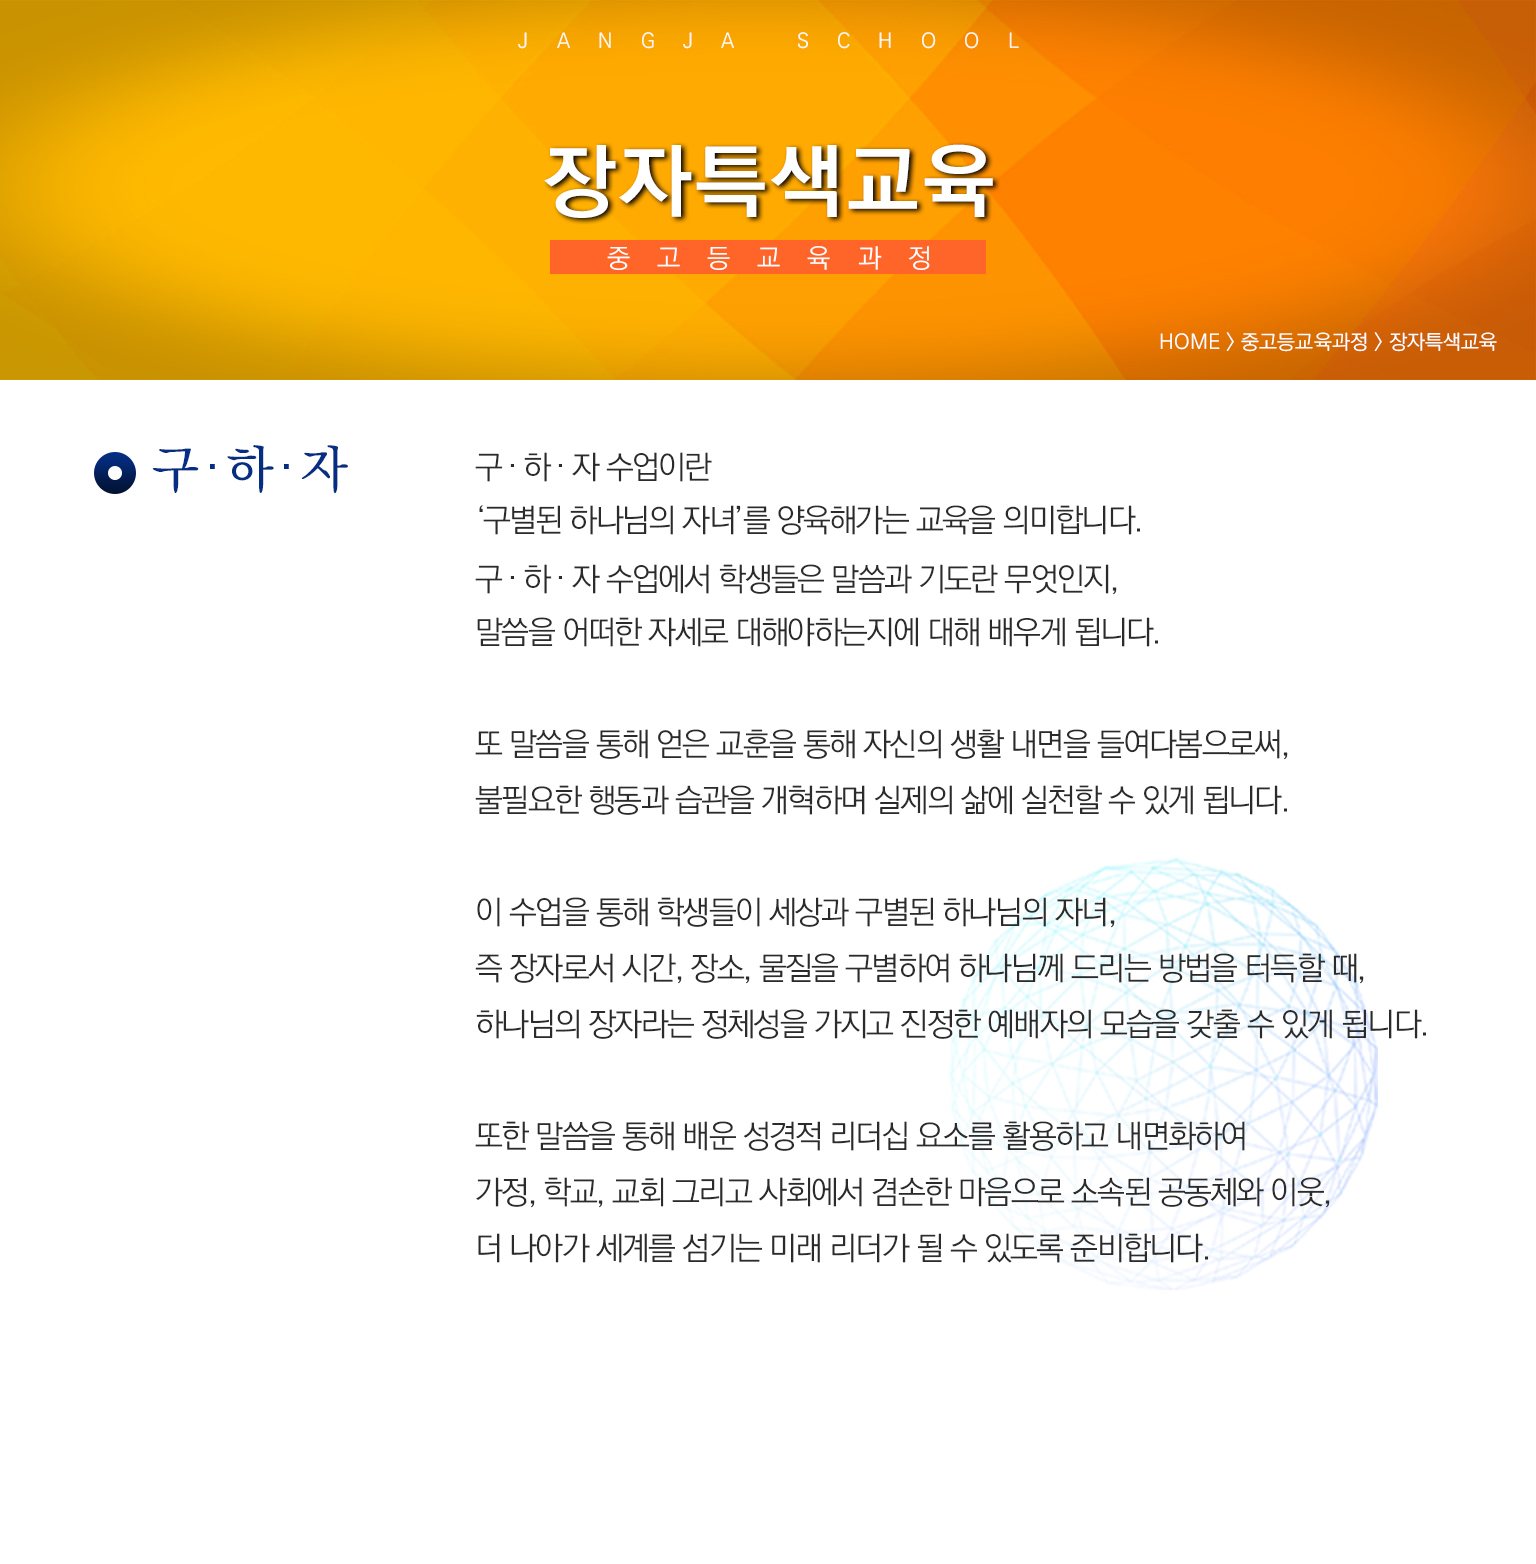 JANGJA SCHOOL
장자특색교육
중고등교육과정
HOME > 중고등교육과정 > 장자특색교육
구·하·자
구 · 하 · 자 수업이란
‘구별된 하나님의 자녀’를 양육해가는 교육을 의미합니다.
구 · 하 · 자 수업에서 학생들은 말씀과 기도란 무엇인지,
말씀을 어떠한 자세로 대해야하는지에 대해 배우게 됩니다.
또 말씀을 통해 얻은 교훈을 통해 자신의 생활 내면을 들여다봄으로써,
불필요한 행동과 습관을 개혁하며 실제의 삶에 실천할 수 있게 됩니다.
이 수업을 통해 학생들이 세상과 구별된 하나님의 자녀,
즉 장자로서 시간, 장소, 물질을 구별하여 하나님께 드리는 방법을 터득할 때,
하나님의 장자라는 정체성을 가지고 진정한 예배자의 모습을 갖출 수 있게 됩니다.
또한 말씀을 통해 배운 성경적 리더십 요소를 활용하고 내면화하여
가정, 학교, 교회 그리고 사회에서 겸손한 마음으로 소속된 공동체와 이웃,
더 나아가 세계를 섬기는 미래 리더가 될 수 있도록 준비합니다.